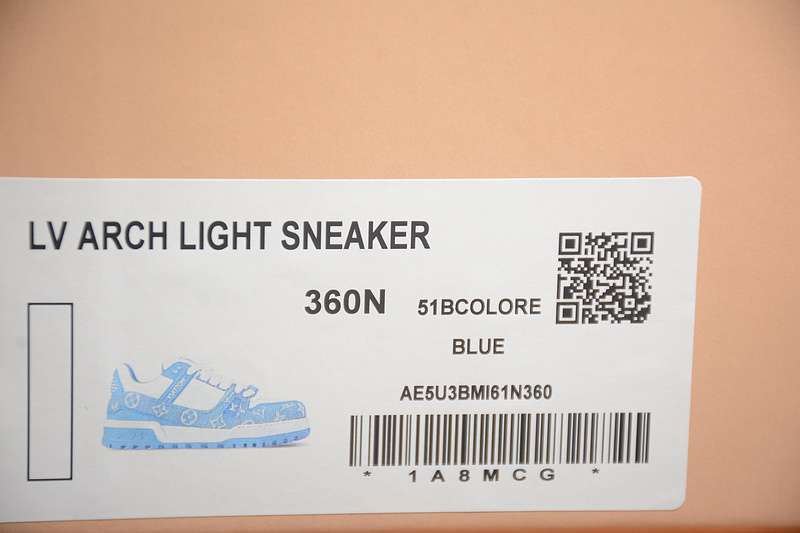 LV ARCH LIGHT SNEAKER
360N 51BCOLORE
BLUE
AE5U3BMI61N360
* 1A8MCG *